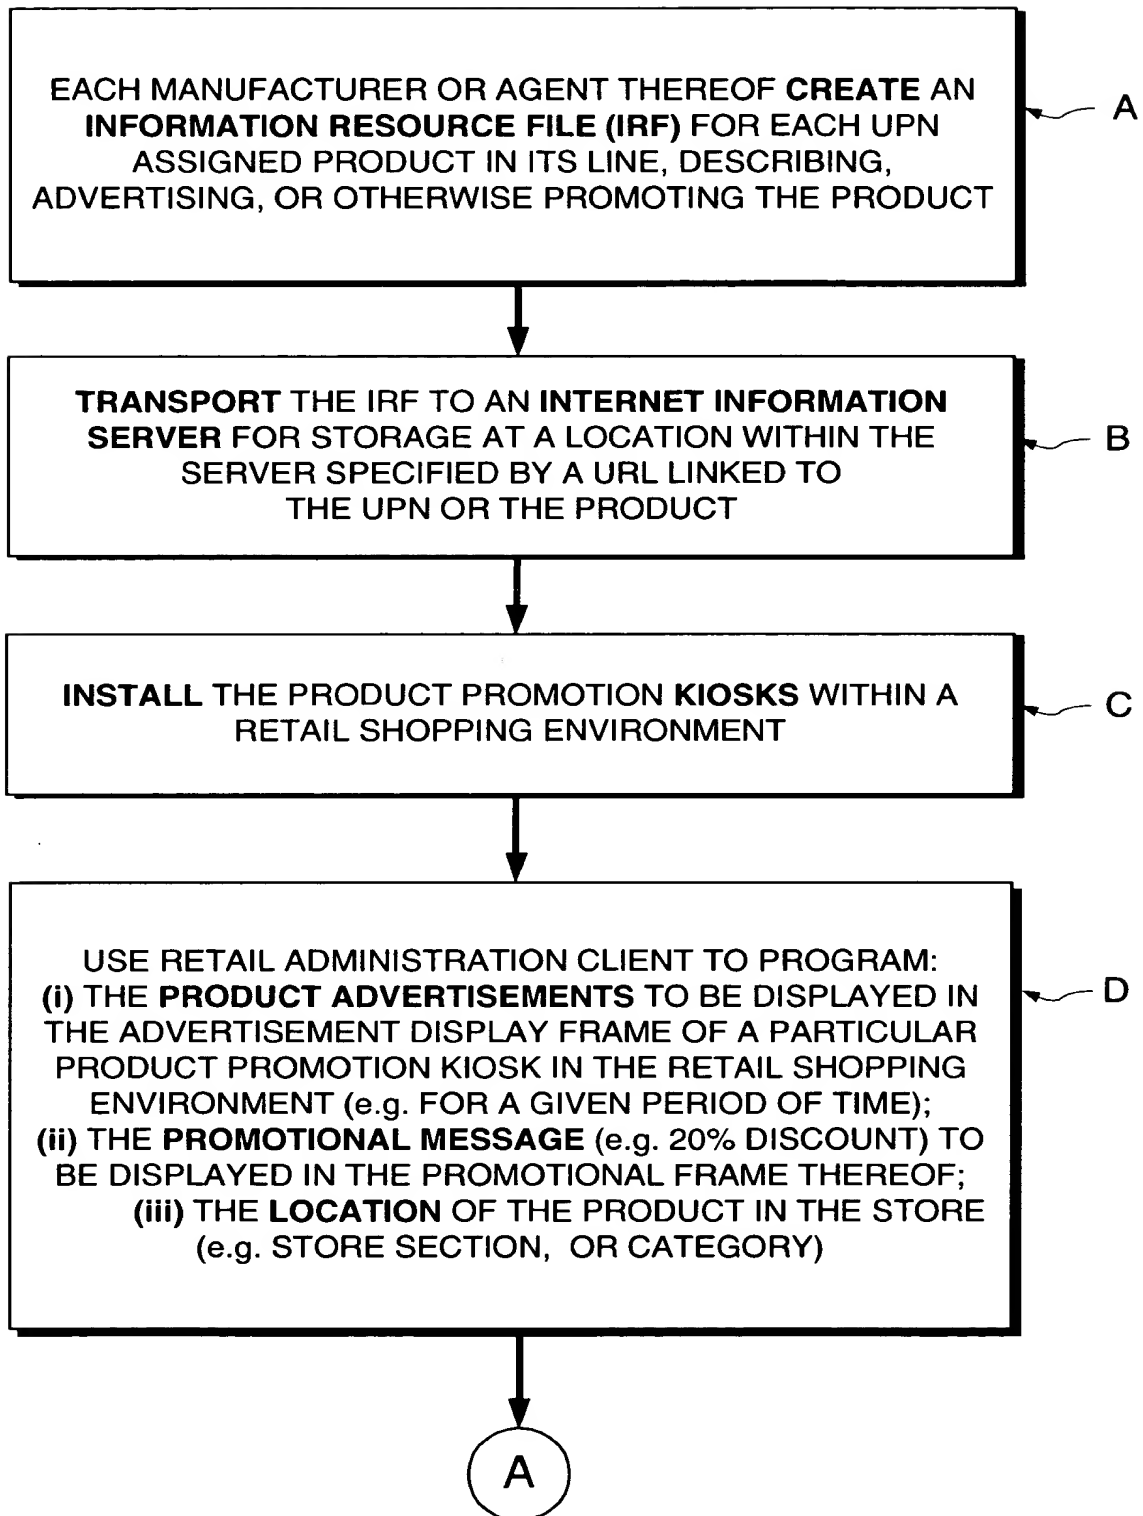 EACH MANUFACTURER OR AGENT THEREOF CREATE AN
INFORMATION RESOURCE FILE (IRF) FOR EACH UPN
ASSIGNED PRODUCT IN ITS LINE, DESCRIBING,
ADVERTISING, OR OTHERWISE PROMOTING THE PRODUCT
A
TRANSPORT THE IRF TO AN INTERNET INFORMATION
SERVER FOR STORAGE AT A LOCATION WITHIN THE
SERVER SPECIFIED BY A URL LINKED TO
THE UPN OR THE PRODUCT
B
INSTALL THE PRODUCT PROMOTION KIOSKS WITHIN A
RETAIL SHOPPING ENVIRONMENT
C
USE RETAIL ADMINISTRATION CLIENT TO PROGRAM:
(i) THE PRODUCT ADVERTISEMENTS TO BE DISPLAYED IN
THE ADVERTISEMENT DISPLAY FRAME OF A PARTICULAR
PRODUCT PROMOTION KIOSK IN THE RETAIL SHOPPING
ENVIRONMENT (e.g. FOR A GIVEN PERIOD OF TIME);
(ii) THE PROMOTIONAL MESSAGE (e.g. 20% DISCOUNT) TO
BE DISPLAYED IN THE PROMOTIONAL FRAME THEREOF;
(iii) THE LOCATION OF THE PRODUCT IN THE STORE
(e.g. STORE SECTION, OR CATEGORY)
D
A